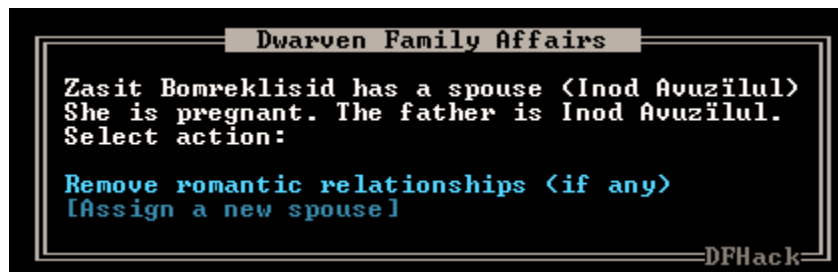 Dwarven Family Affairs
Zasit Bomreklisid has a spouse (Inod Avuzïlul)
She is pregnant. The father is Inod Avuzïlul.
Select action:
Remove romantic relationships (if any)
[Assign a new spouse]
DFHack